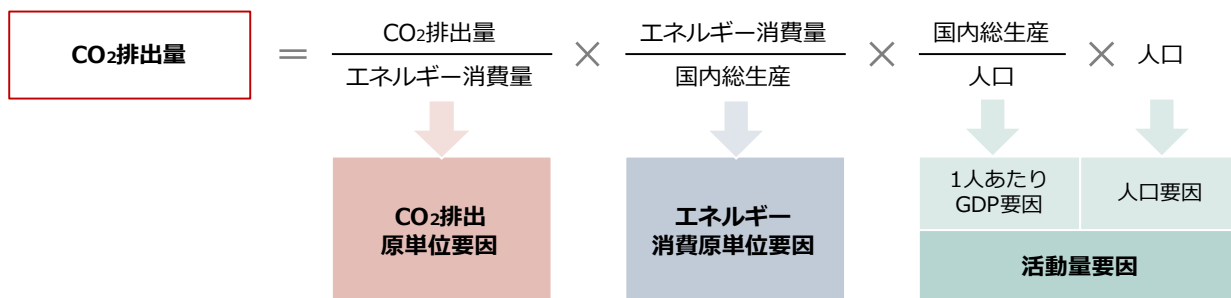 CO₂排出量 = CO₂排出量 × エネルギー消費量 × 国内総生産 × 人口
エネルギー消費量 国内総生産 人口
CO₂排出
原単位要因
エネルギー
消費原単位要因
1人あたり
GDP要因
人口要因
活動量要因